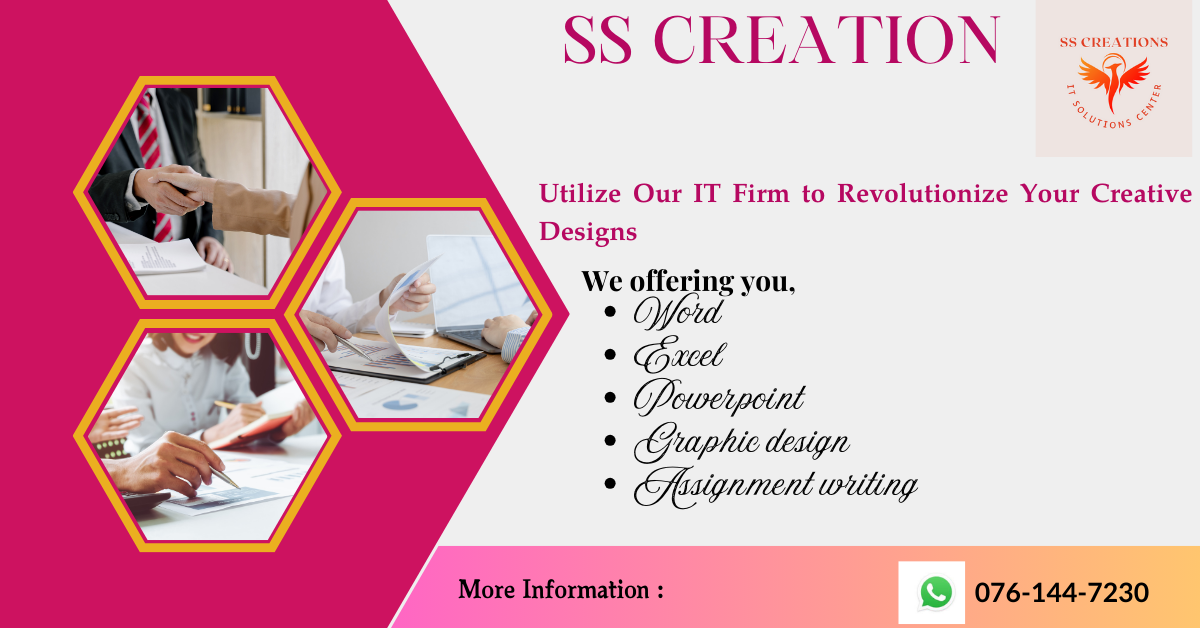 SS CREATION
SS CREATIONS
IT SOLUTIONS CENTER
Utilize Our IT Firm to Revolutionize Your Creative
Designs
We offering you,
• Word
• Excel
• Powerpoint
• Graphic design
• Assignment writing
More Information :
076-144-7230